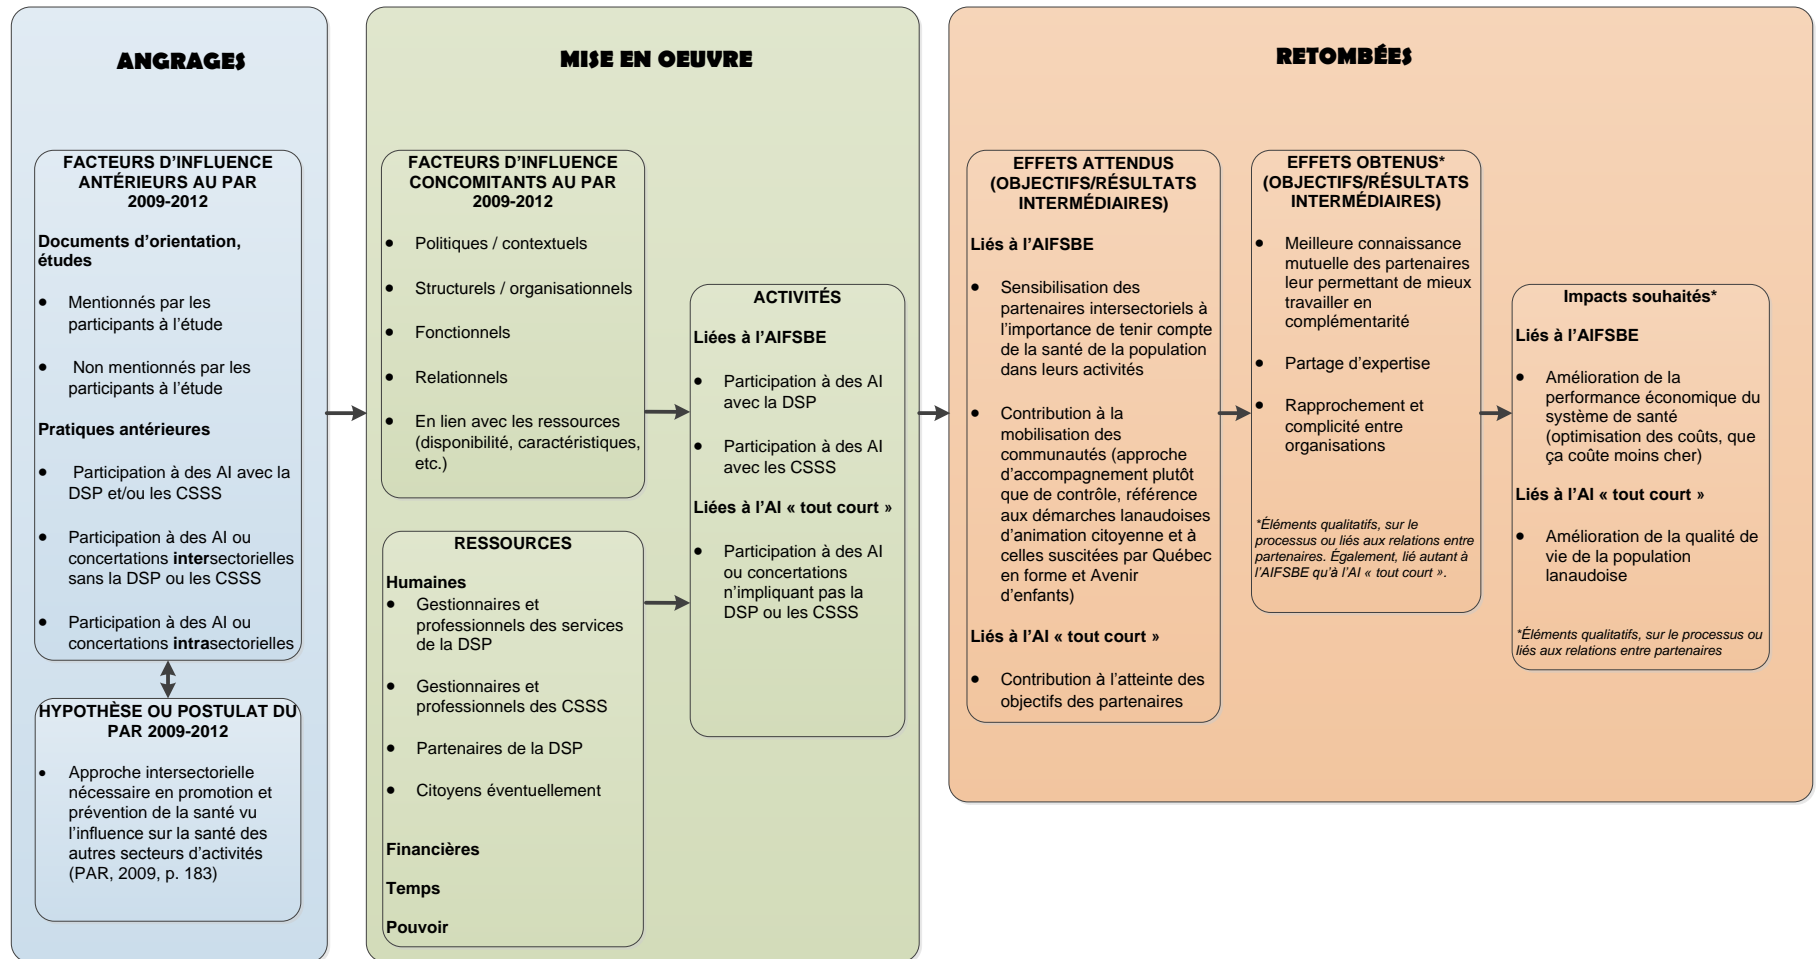 ANGRAGES
FACTEURS D'INFLUENCE
ANTÉRIEURS AU PAR
2009-2012
Documents d'orientation,
études
• Mentionnés par les
participants à l'étude
• Non mentionnés par les
participants à l'étude
Pratiques antérieures
• Participation à des AI avec la
DSP et/ou les CSSS
• Participation à des AI ou
concertations intersectorielles
sans la DSP ou les CSSS
• Participation à des AI ou
concertations intrasectorielles
HYPOTHÈSE OU POSTULAT DU
PAR 2009-2012
• Approche intersectorielle
nécessaire en promotion et
prévention de la santé vu
l'influence sur la santé des
autres secteurs d'activités
(PAR, 2009, p. 183)
MISE EN OEUVRE
FACTEURS D'INFLUENCE
CONCOMITANTS AU PAR
2009-2012
• Politiques / contextuels
• Structurels / organisationnels
• Fonctionnels
• Relationnels
• En lien avec les ressources
(disponibilité, caractéristiques,
etc.)
RESSOURCES
Humaines
• Gestionnaires et
professionnels des services
de la DSP
• Gestionnaires et
professionnels des CSSS
• Partenaires de la DSP
• Citoyens éventuellement
Financières
Temps
Pouvoir
ACTIVITÉS
Liées à l'AIFSBE
• Participation à des AI
avec la DSP
• Participation à des AI
avec les CSSS
Liées à l'AI « tout court »
• Participation à des AI
ou concertations
n'impliquant pas la
DSP ou les CSSS
RETOMBÉES
EFFETS ATTENDUS
(OBJECTIFS/RÉSULTATS
INTERMÉDIAIRES)
Liés à l'AIFSBE
• Sensibilisation des
partenaires intersectoriels à
l'importance de tenir compte
de la santé de la population
dans leurs activités
• Contribution à la
mobilisation des
communautés (approche
d'accompagnement plutôt
que de contrôle, référence
aux démarches lanaudoises
d'animation citoyenne et à
celles suscitées par Québec
en forme et Avenir
d'enfants)
Liés à l'AI « tout court »
• Contribution à l'atteinte des
objectifs des partenaires
EFFETS OBTENUS*
(OBJECTIFS/RÉSULTATS
INTERMÉDIAIRES)
• Meilleure connaissance
mutuelle des partenaires
leur permettant de mieux
travailler en
complémentarité
• Partage d'expertise
• Rapprochement et
complicité entre
organisations
*Éléments qualitatifs, sur le
processus ou liés aux relations entre
partenaires. Également, lié autant à
l'AIFSBE qu'à l'AI « tout court ».
Impacts souhaités*
Liés à l'AIFSBE
• Amélioration de la
performance économique du
système de santé
(optimisation des coûts, que
ça coûte moins cher)
Liés à l'AI « tout court »
• Amélioration de la qualité de
vie de la population
lanaudoise
*Éléments qualitatifs, sur le processus ou
liés aux relations entre partenaires